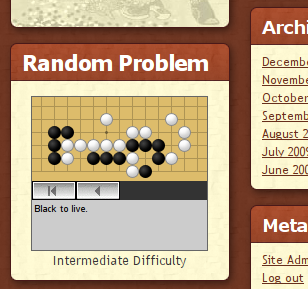 Random Problem
Black to live.
Intermediate Difficulty
Archi
Decembe
Novembe
October
Septemb
August 2
July 2009
June 200
Meta
Site Adm
Log out